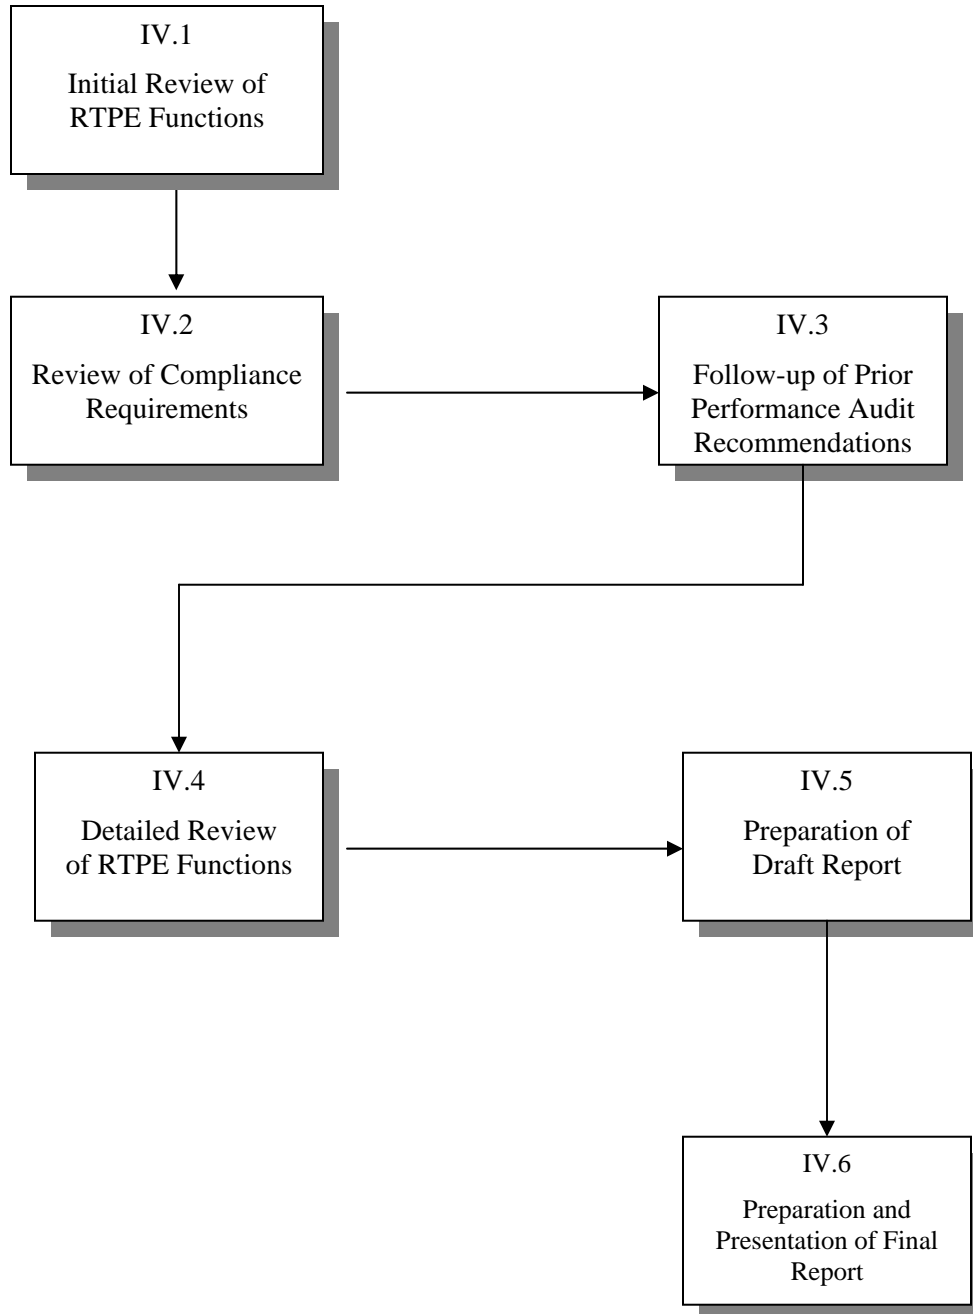 IV.1
Initial Review of
RTPE Functions
IV.2
Review of Compliance
Requirements
IV.3
Follow-up of Prior
Performance Audit
Recommendations
IV.4
Detailed Review
of RTPE Functions
IV.5
Preparation of
Draft Report
IV.6
Preparation and
Presentation of Final
Report